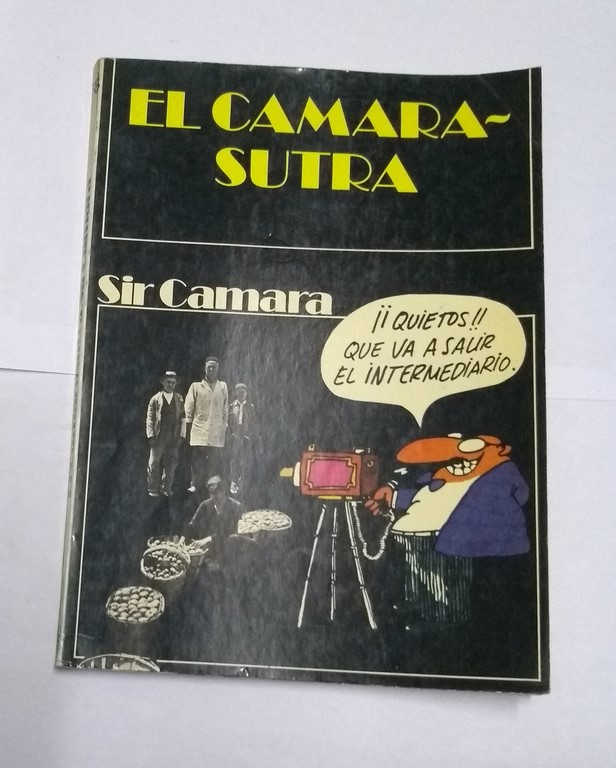 EL CAMARA~
SUTRA
Sir Camara
¡¡ QUIETOS !!
QUE VA A SALIR
EL INTERMEDIARIO.